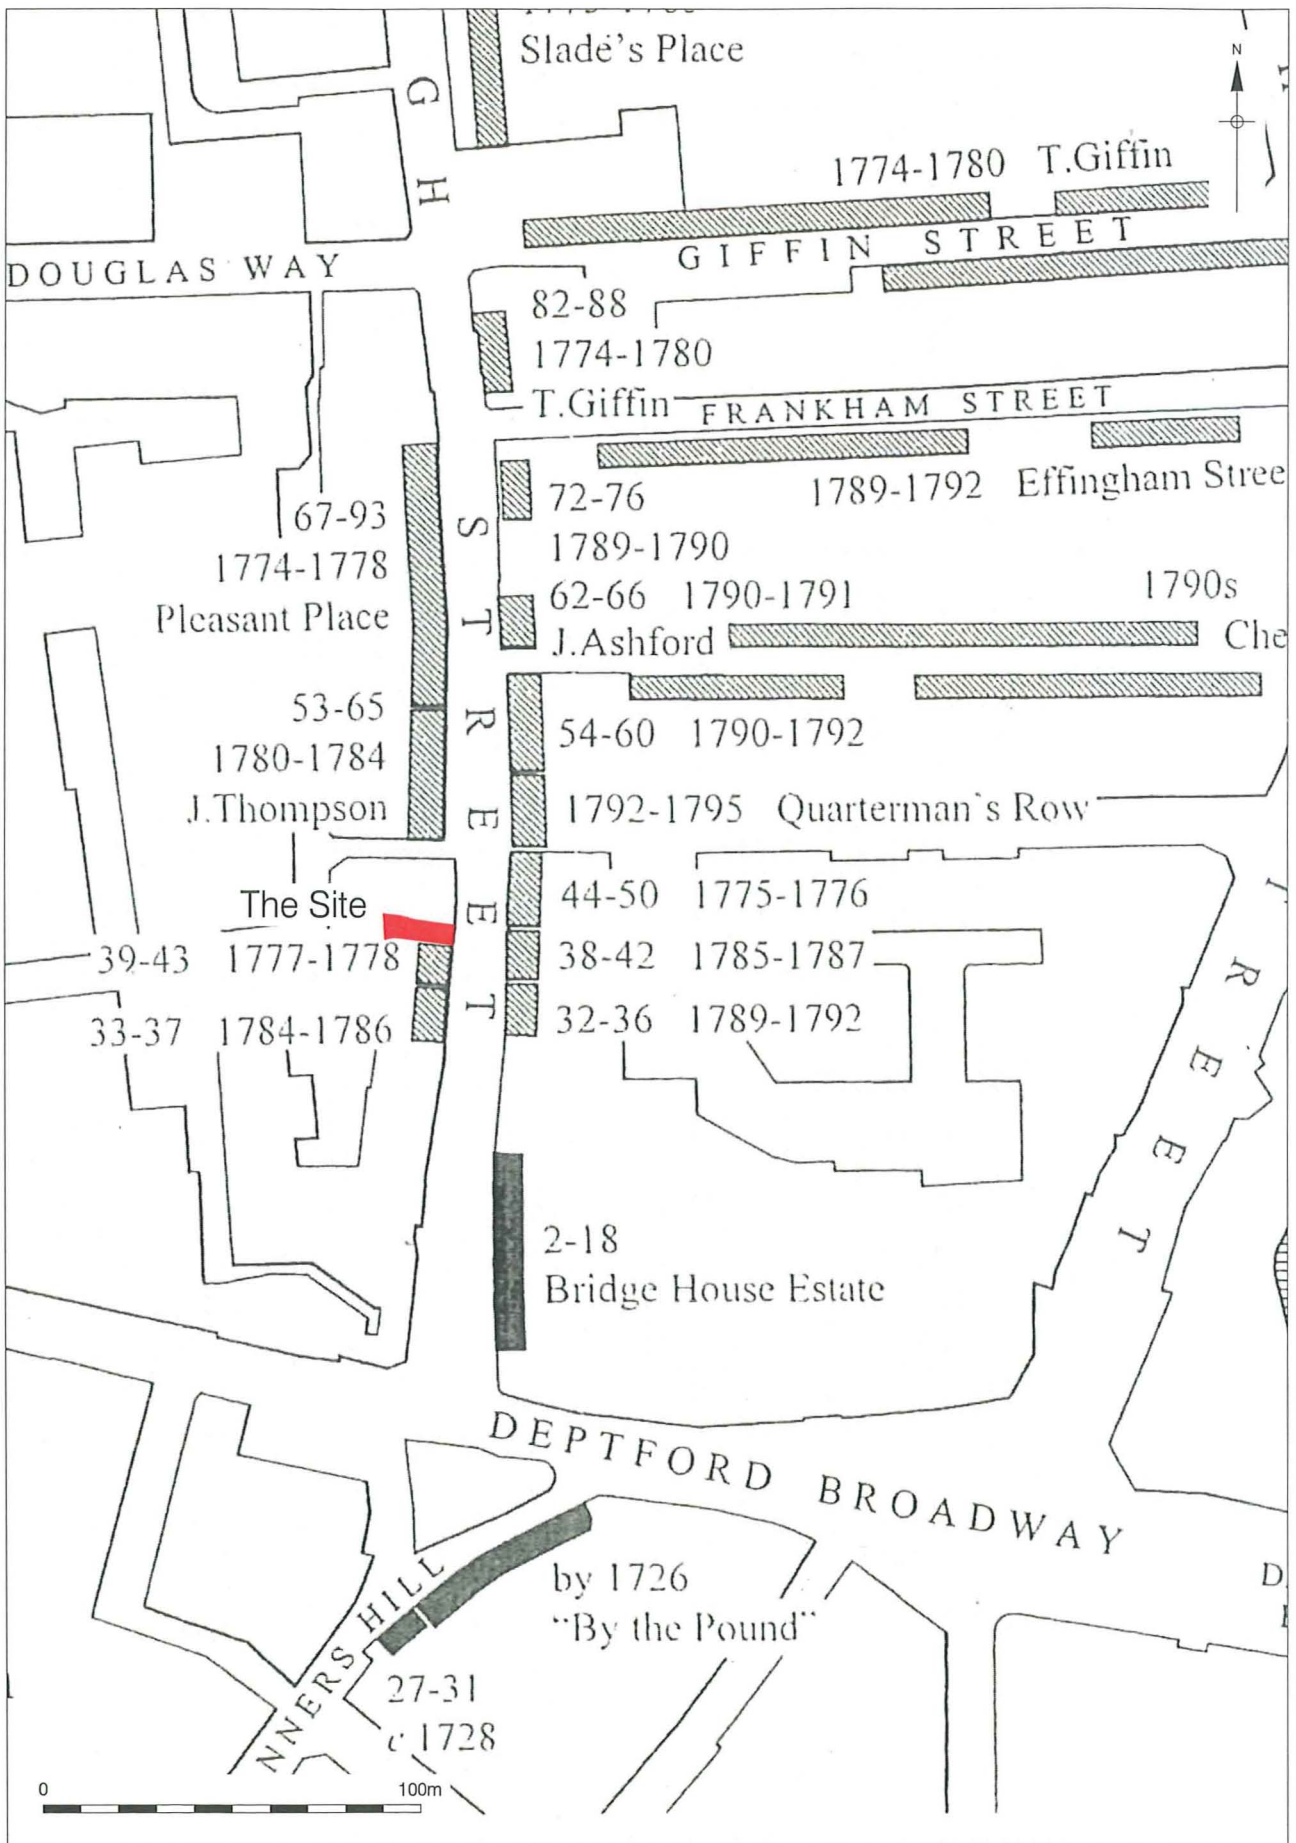 Slade's Place
N
G
H
1774-1780 T.Giffin
GIFFIN STREET
DOUGLAS WAY
82-88
1774-1780
T.Giffin
FRANKHAM STREET
67-93
1774-1778
Pleasant Place
72-76
1789-1790
1789-1792 Effingham Stree
62-66 1790-1791
J.Ashford
1790s
Che
STREET
53-65
1780-1784
J.Thompson
54-60 1790-1792
1792-1795 Quarterman's Row
The Site
44-50 1775-1776
39-43 1777-1778
38-42 1785-1787
33-37 1784-1786
32-36 1789-1792
REET
2-18
Bridge House Estate
DEPTFORD BROADWAY
D
NNERS HILL
by 1726
"By the Pound"
27-31
c 1728
0 100m